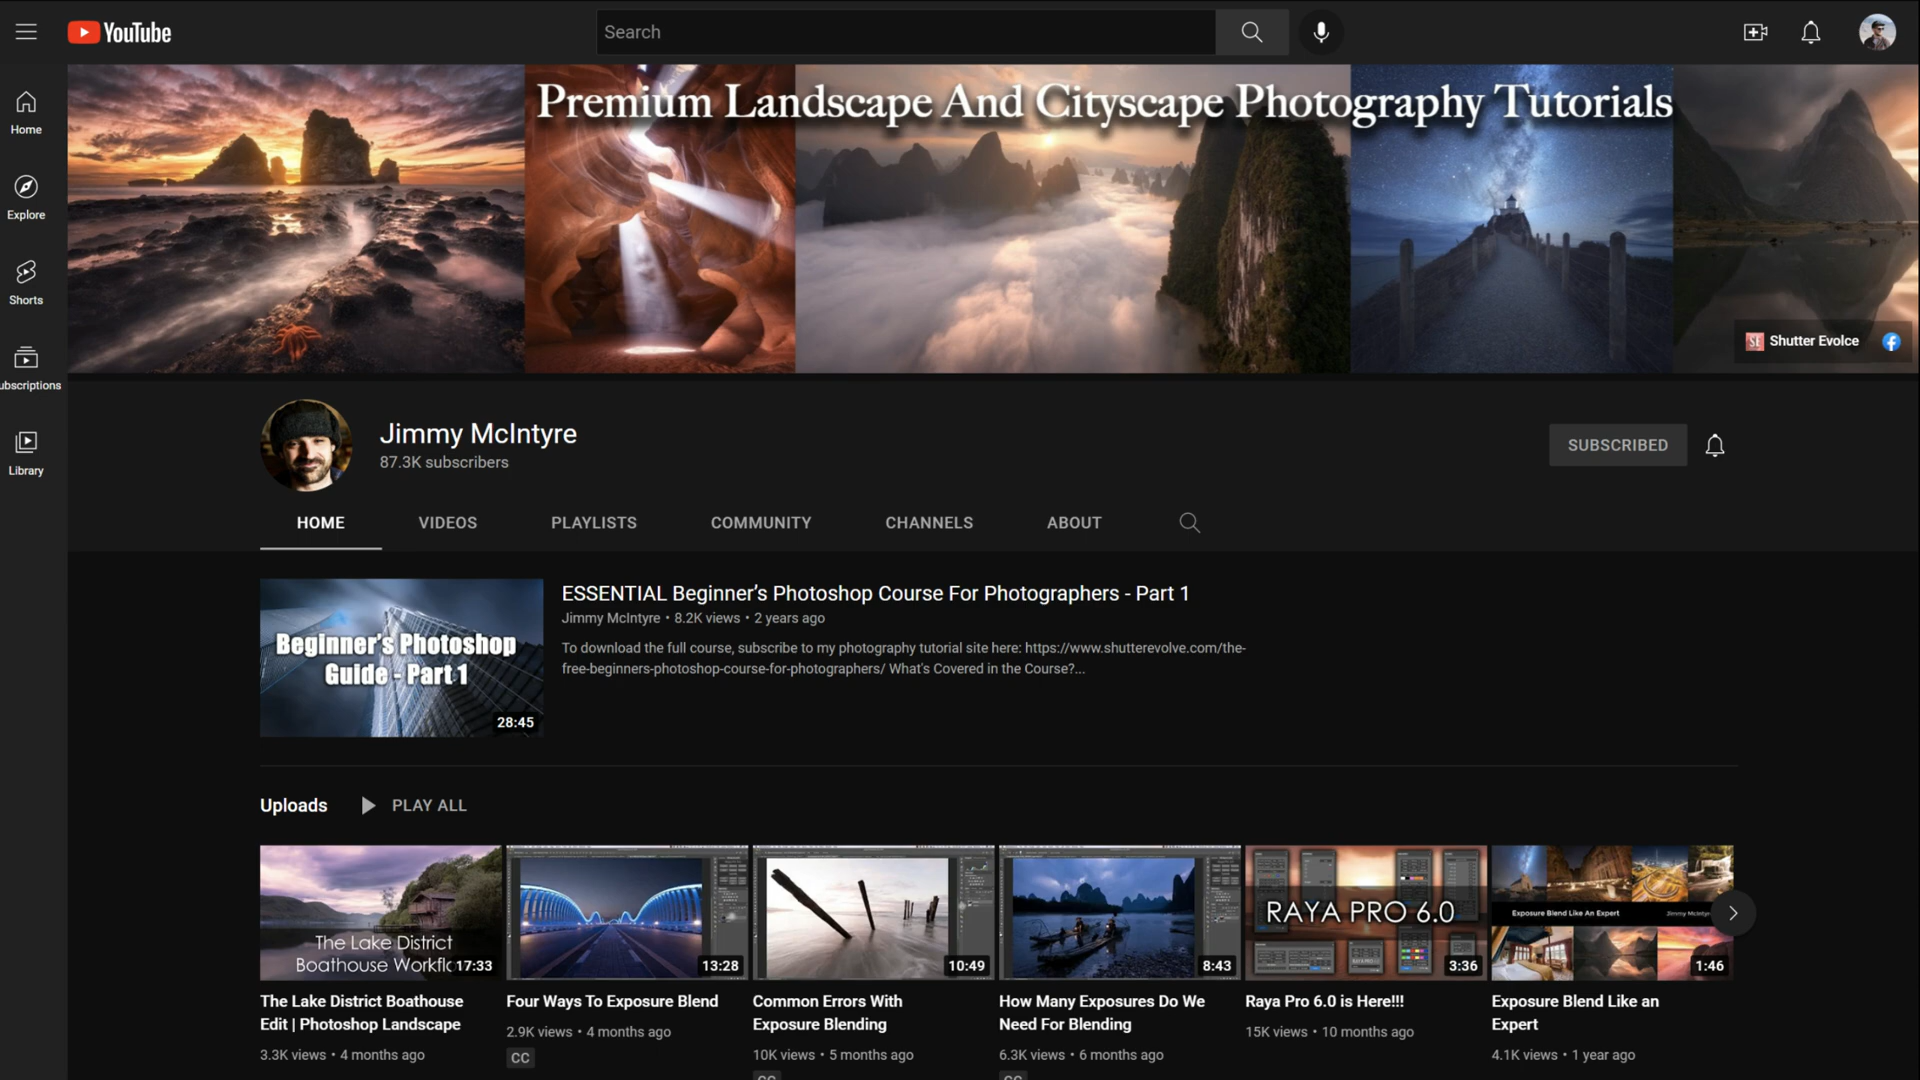 YouTube
Search
Home
Explore
Shorts
ubscriptions
Library
Premium Landscape And Cityscape Photography Tutorials
SE Shutter Evolce
Jimmy McIntyre
87.3K subscribers
SUBSCRIBED
HOME VIDEOS PLAYLISTS COMMUNITY CHANNELS ABOUT
Beginner's Photoshop
Guide - Part 1
28:45
ESSENTIAL Beginner's Photoshop Course For Photographers - Part 1
Jimmy McIntyre • 8.2K views • 2 years ago
To download the full course, subscribe to my photography tutorial site here: https://www.shutterevolve.com/the-
free-beginners-photoshop-course-for-photographers/ What's Covered in the Course?...
Uploads PLAY ALL
The Lake District
Boathouse Workflo
17:33
The Lake District Boathouse
Edit | Photoshop Landscape
3.3K views • 4 months ago
13:28
Four Ways To Exposure Blend
2.9K views • 4 months ago
CC
10:49
Common Errors With
Exposure Blending
10K views • 5 months ago
CC
8:43
How Many Exposures Do We
Need For Blending
6.3K views • 6 months ago
CC
RAYA PRO 6.0
3:36
Raya Pro 6.0 is Here!!!
15K views • 10 months ago
Exposure Blend Like An Expert
1:46
Exposure Blend Like an
Expert
4.1K views • 1 year ago